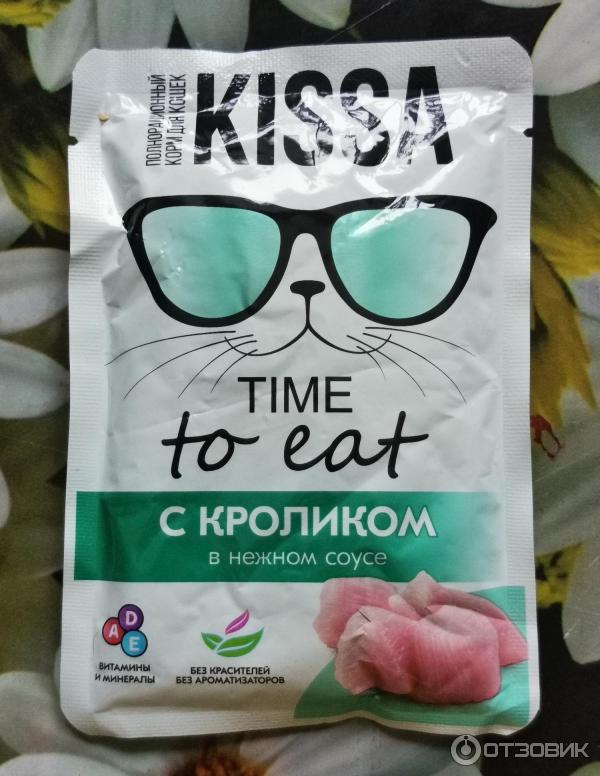 ПОЛНОРАЦИОННЫЙ
КОРМ ДЛЯ КОШЕК
KISSA
TIME
to eat
С КРОЛИКОМ
в нежном соусе
A D E
ВИТАМИНЫ
И МИНЕРАЛЫ
БЕЗ КРАСИТЕЛЕЙ
БЕЗ АРОМАТИЗАТОРОВ
ОТЗОВИК